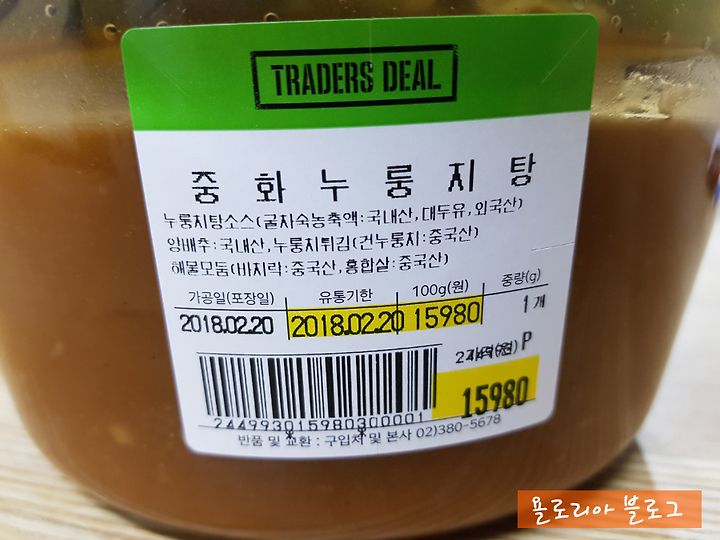 TRADERS DEAL
중화누룽지탕
누룽지탕소스(굴자숙농축액:국내산,대두유,외국산)
양배추:국내산,누룽지튀김(건누룽치:중국산)
해물모둠(바지락:중국산,홍합살:중국산)
가공일(포장일) 유통기한 100g(원) 중량(g)
2018.02.20 2018.02.20 15980 1개
P
15980
2449930159803000001
반품 및 교환 : 구입처 및 본사 02)380-5678
욜로리아 블로그